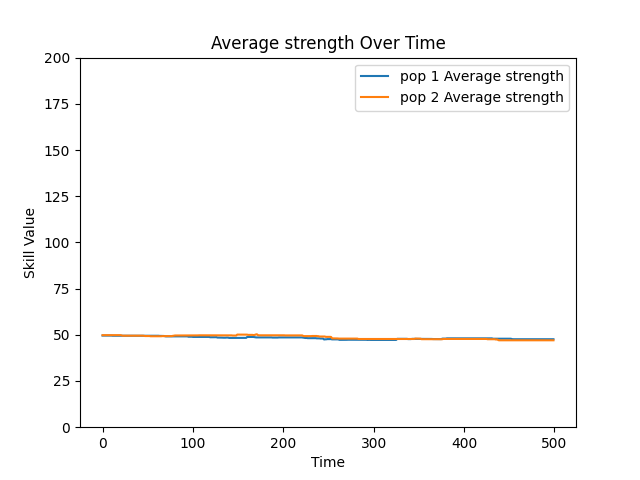 Average strength Over Time
pop 1 Average strength
pop 2 Average strength
200
175
150
125
100
75
50
25
0
Skill Value
0 100 200 300 400 500
Time